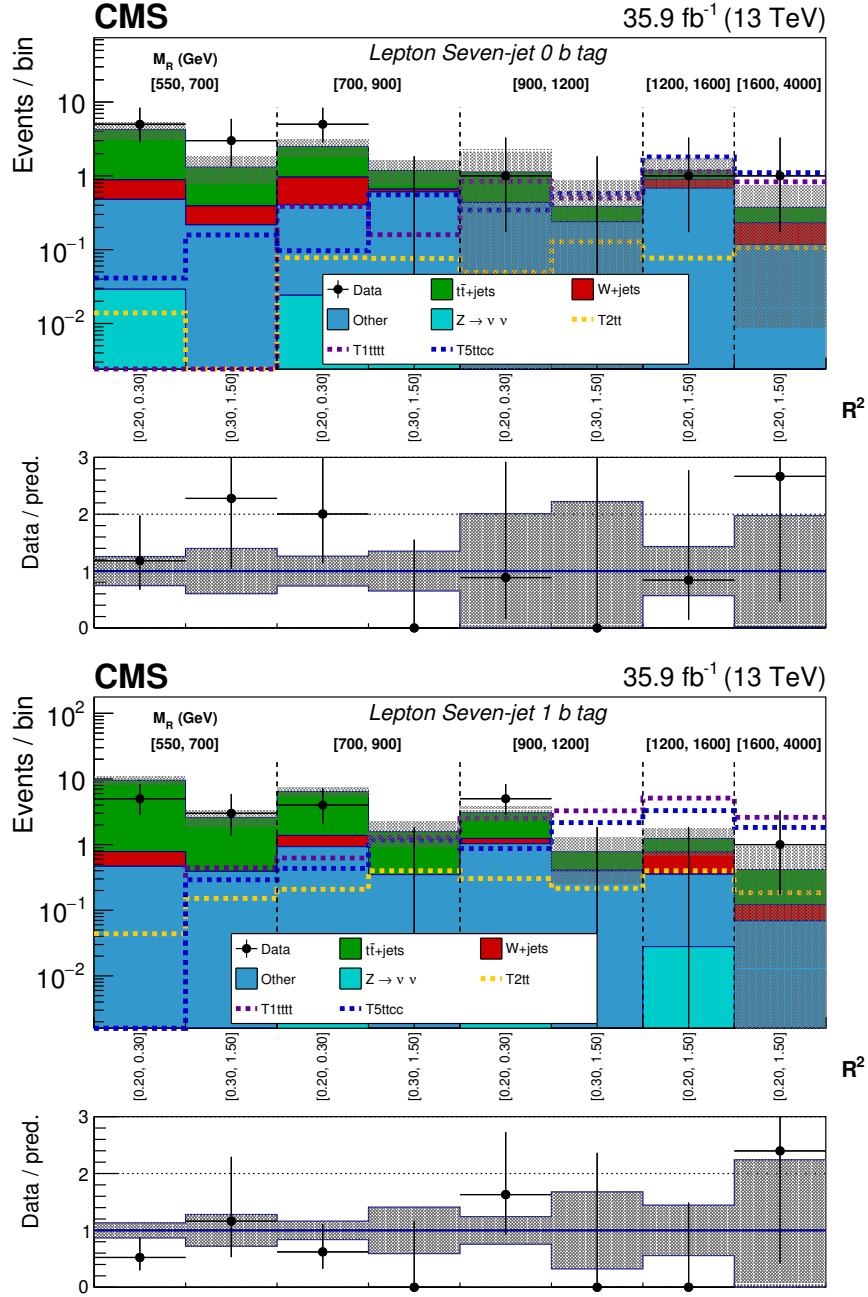 CMS 35.9 fb⁻¹ (13 TeV)
Lepton Seven-jet 0 b tag
M_R (GeV)
[550, 700] [700, 900] [900, 1200] [1200, 1600] [1600, 4000]
Events / bin
10
1
10⁻¹
10⁻²
Data tt̄+jets W+jets
Other Z → ν ν T2tt
T1tttt T5ttcc
[0.20, 0.30] [0.30, 1.50] [0.20, 0.30] [0.30, 1.50] [0.20, 0.30] [0.30, 1.50] [0.20, 1.50] [0.20, 1.50]
R²
Data / pred.
3
2
1
0
CMS 35.9 fb⁻¹ (13 TeV)
Lepton Seven-jet 1 b tag
M_R (GeV)
[550, 700] [700, 900] [900, 1200] [1200, 1600] [1600, 4000]
Events / bin
10²
10
1
10⁻¹
10⁻²
Data tt̄+jets W+jets
Other Z → ν ν T2tt
T1tttt T5ttcc
[0.20, 0.30] [0.30, 1.50] [0.20, 0.30] [0.30, 1.50] [0.20, 0.30] [0.30, 1.50] [0.20, 1.50] [0.20, 1.50]
R²
Data / pred.
3
2
1
0